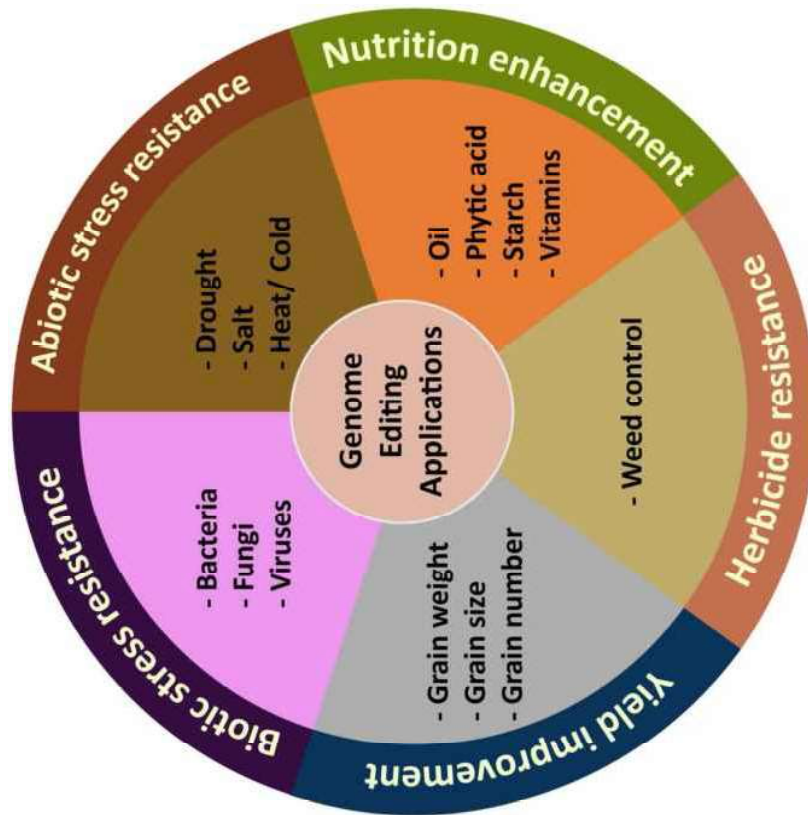 Genome
Editing
Applications
Biotic stress resistance
- Bacteria
- Fungi
- Viruses
Abiotic stress resistance
- Drought
- Salt
- Heat/ Cold
Nutrition enhancement
- Oil
- Phytic acid
- Starch
- Vitamins
Herbicide resistance
- Weed control
Yield improvement
- Grain weight
- Grain size
- Grain number